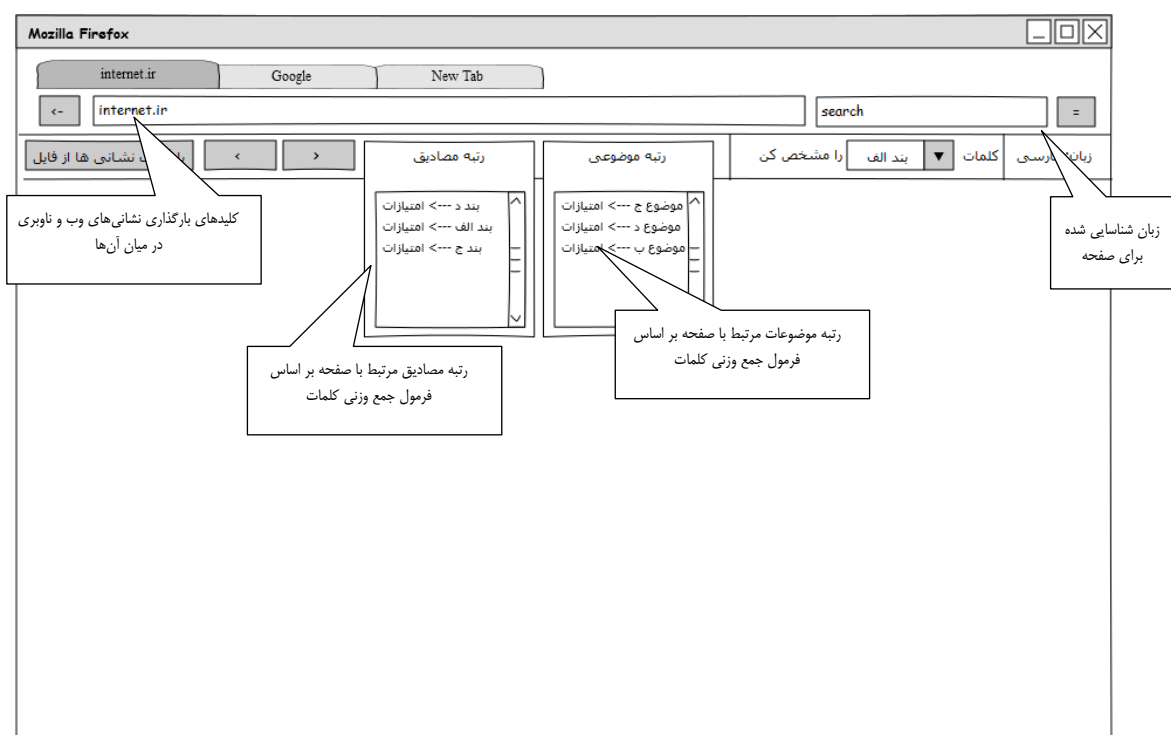 Mozilla Firefox
internet.ir
Google
New Tab
<-
internet.ir
search
=
نشانی ها از فایل
‹
›
رتبه مصادیق
رتبه موضوعی
را مشخص کن
بند الف
▼
کلمات
بند د ---> امتیازات
بند الف ---> امتیازات
بند ج ---> امتیازات
موضوع ج ---> امتیازات
موضوع د ---> امتیازات
موضوع ب ---> امتیازات
کلیدهای بارگذاری نشانی‌های وب و ناوبری
در میان آن‌ها
زبان شناسایی شده
برای صفحه
رتبه موضوعات مرتبط با صفحه بر اساس
فرمول جمع وزنی کلمات
رتبه مصادیق مرتبط با صفحه بر اساس
فرمول جمع وزنی کلمات